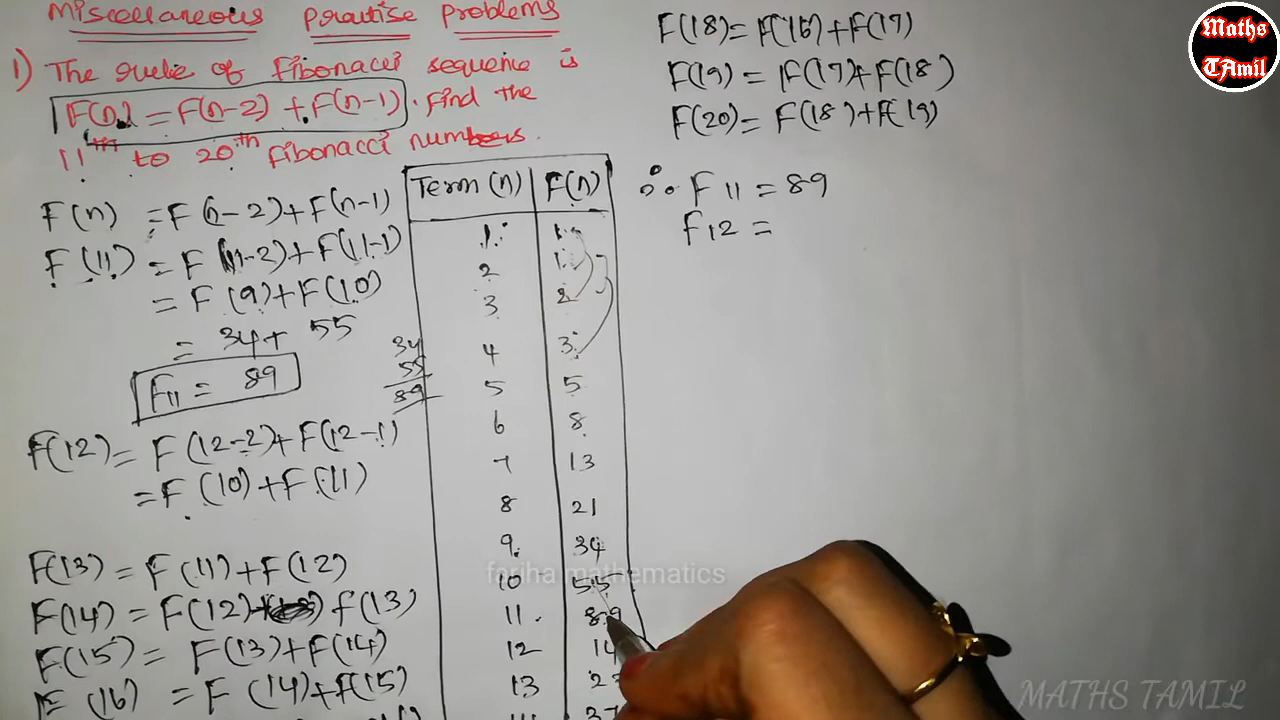 Miscellaneous Practise Problems
1) The rule of Fibonacci sequence is
F(n) = F(n-2) + F(n-1). Find the
11th to 20th Fibonacci numbers.
F(n) = F(n-2)+F(n-1)
F(11) = F(11-2)+F(11-1)
= F(9)+F(10)
= 34+ 55
F11 = 89
34
55
89
F(12) = F(12-2)+F(12-1)
= F(10)+F(11)
F(13) = F(11)+F(12)
F(14) = F(12)+ F(13)
F(15) = F(13)+F(14)
F(16) = F(14)+F(15)
Term (n) F(n)
1. 1.
2 1.
3 2
4 3.
5 5
6 8
7 13
8 21
9. 34
10 55
11. 89
12 14
13 2
37
F(18) = F(16)+F(17)
F(19) = F(17)+F(18)
F(20) = F(18)+F(19)
∴ F11 = 89
F12 =
Maths
TAmil
fariha mathematics
MATHS TAMIL